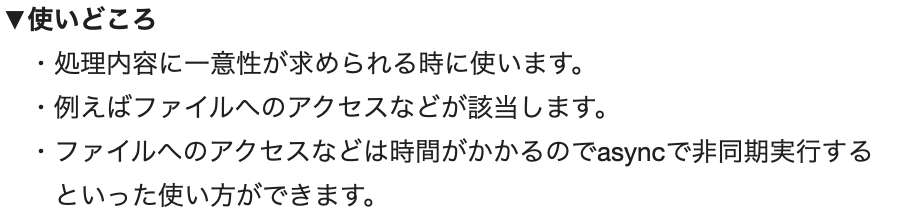 ▼使いどころ
・処理内容に一意性が求められる時に使います。
・例えばファイルへのアクセスなどが該当します。
・ファイルへのアクセスなどは時間がかかるのでasyncで非同期実行する
といった使い方ができます。